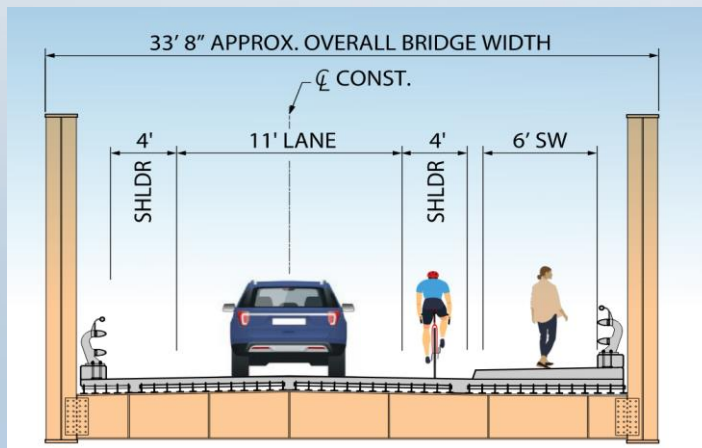 33' 8" APPROX. OVERALL BRIDGE WIDTH
℄ CONST.
4'
11' LANE
4'
6' SW
SHLDR
SHLDR